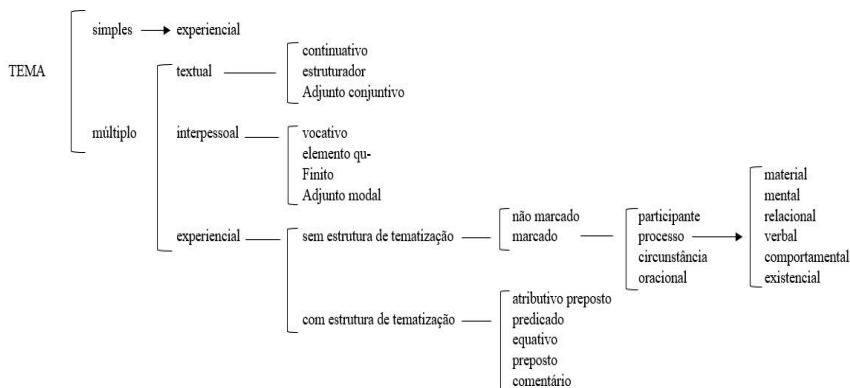 TEMA
simples
experiencial
múltiplo
textual
continuativo
estruturador
Adjunto conjuntivo
interpessoal
vocativo
elemento qu-
Finito
Adjunto modal
experiencial
sem estrutura de tematização
não marcado
marcado
participante
processo
circunstância
oracional
material
mental
relacional
verbal
comportamental
existencial
com estrutura de tematização
atributivo preposto
predicado
equativo
preposto
comentário